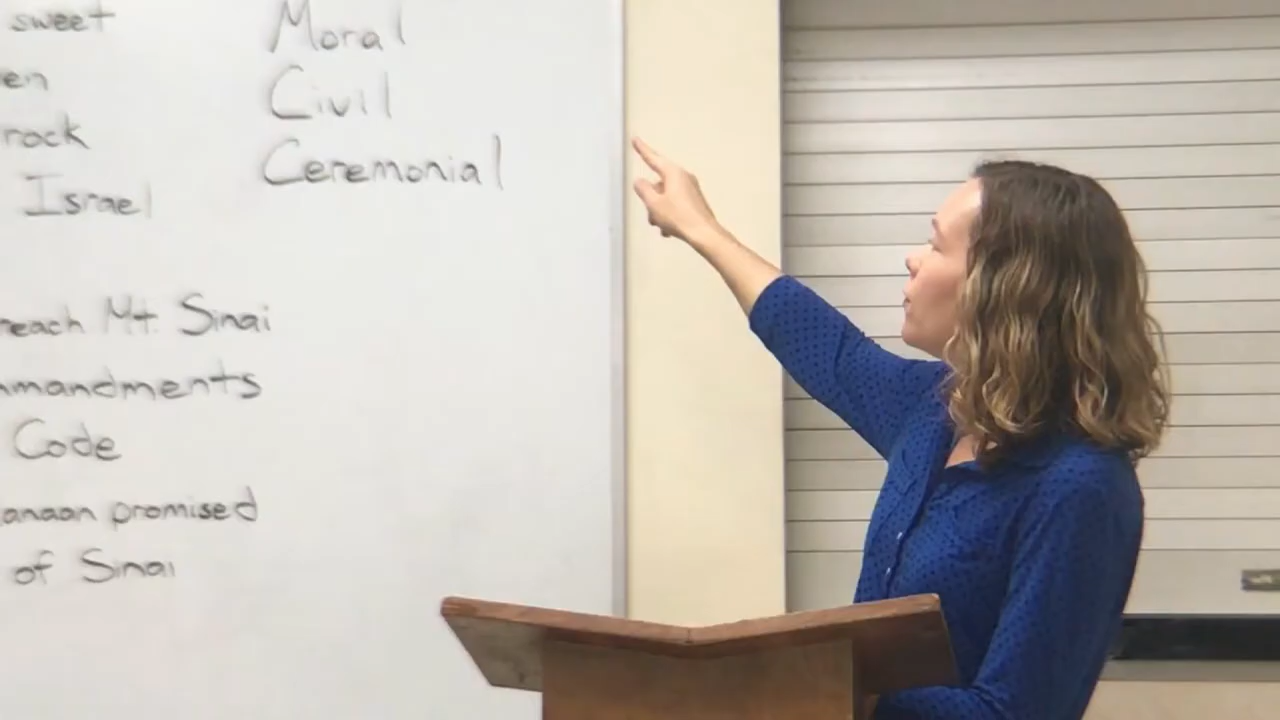 sweet
en
rock
Israel
reach Mt. Sinai
mmandments
Code
anaan promised
of Sinai
Moral
Civil
Ceremonial